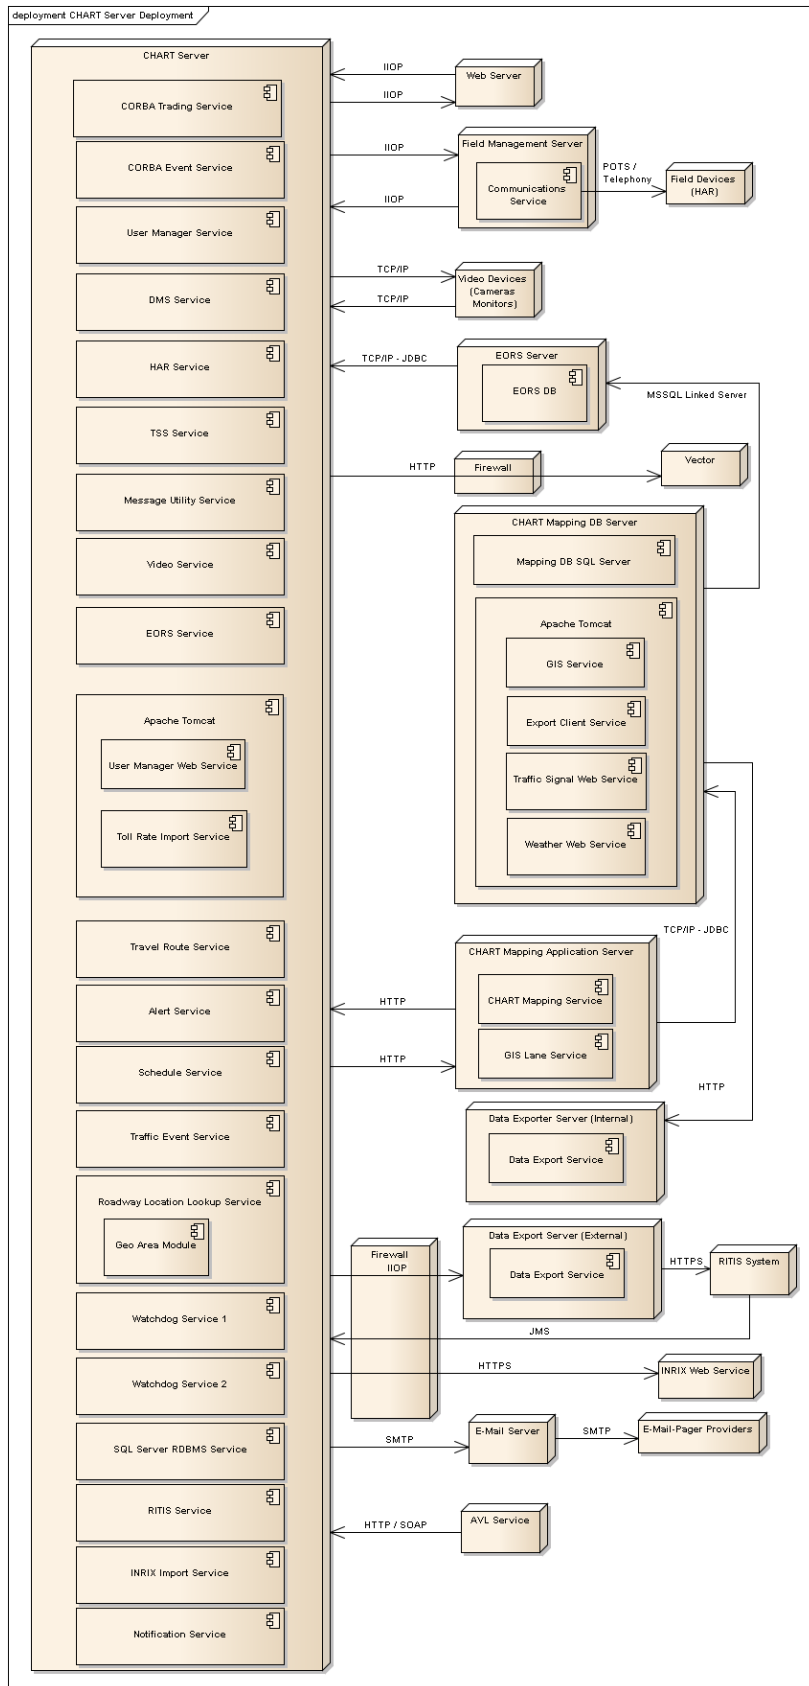 deployment CHART Server Deployment
CHART Server
CORBA Trading Service
CORBA Event Service
User Manager Service
DMS Service
HAR Service
TSS Service
Message Utility Service
Video Service
EORS Service
Apache Tomcat
User Manager Web Service
Toll Rate Import Service
Travel Route Service
Alert Service
Schedule Service
Traffic Event Service
Roadway Location Lookup Service
Geo Area Module
Watchdog Service 1
Watchdog Service 2
SQL Server RDBMS Service
RITIS Service
INRIX Import Service
Notification Service
IIOP
IIOP
Web Server
IIOP
IIOP
Field Management Server
Communications
Service
POTS /
Telephony
Field Devices
(HAR)
TCP/IP
TCP/IP
Video Devices
(Cameras
Monitors)
TCP/IP - JDBC
EORS Server
EORS DB
MSSQL Linked Server
HTTP
Firewall
Vector
CHART Mapping DB Server
Mapping DB SQL Server
Apache Tomcat
GIS Service
Export Client Service
Traffic Signal Web Service
Weather Web Service
TCP/IP - JDBC
CHART Mapping Application Server
CHART Mapping Service
GIS Lane Service
HTTP
HTTP
HTTP
Data Exporter Server (Internal)
Data Export Service
Firewall
IIOP
Data Export Server (External)
Data Export Service
HTTPS
RITIS System
JMS
HTTPS
INRIX Web Service
SMTP
E-Mail Server
SMTP
E-Mail-Pager Providers
HTTP / SOAP
AVL Service